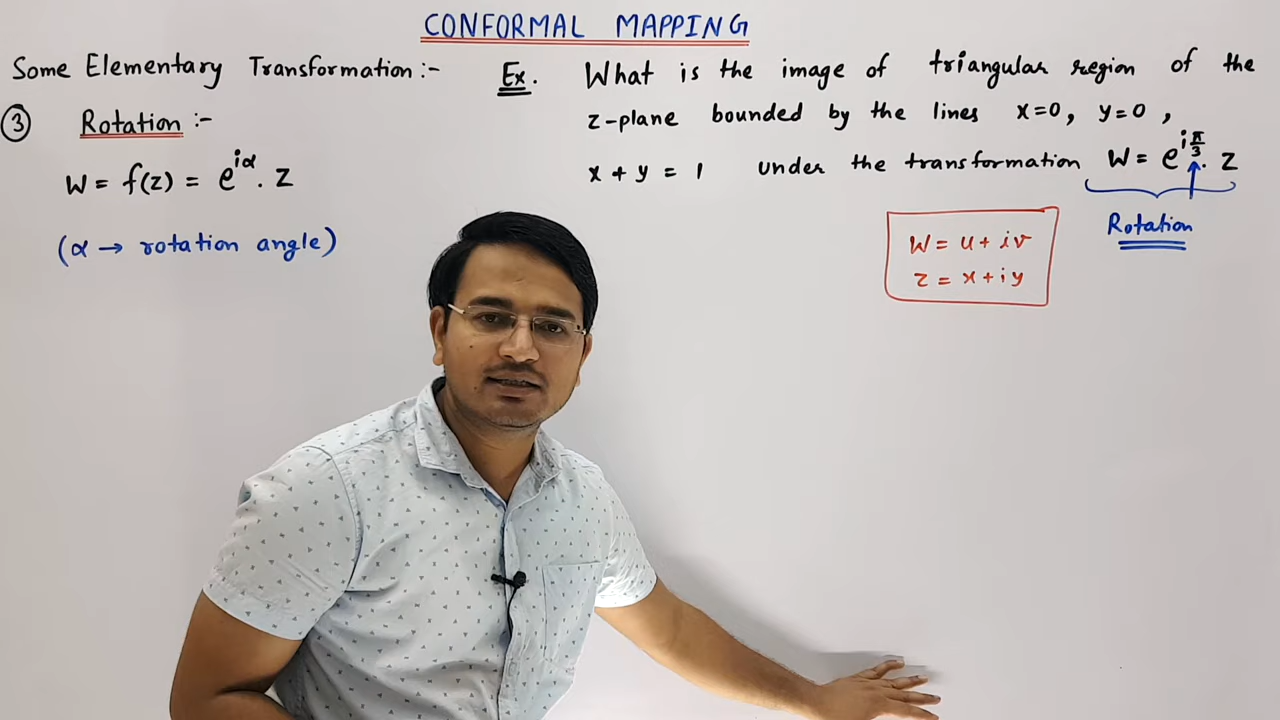 CONFORMAL MAPPING
Some Elementary Transformation :-
③ Rotation :-
W = f(z) = e^{iα} . z
(α → rotation angle)
Ex. What is the image of triangular region of the
z-plane bounded by the lines x=0, y=0,
x + y = 1 under the transformation W = e^{iπ/3} . z
Rotation
W = u + iv
z = x + iy